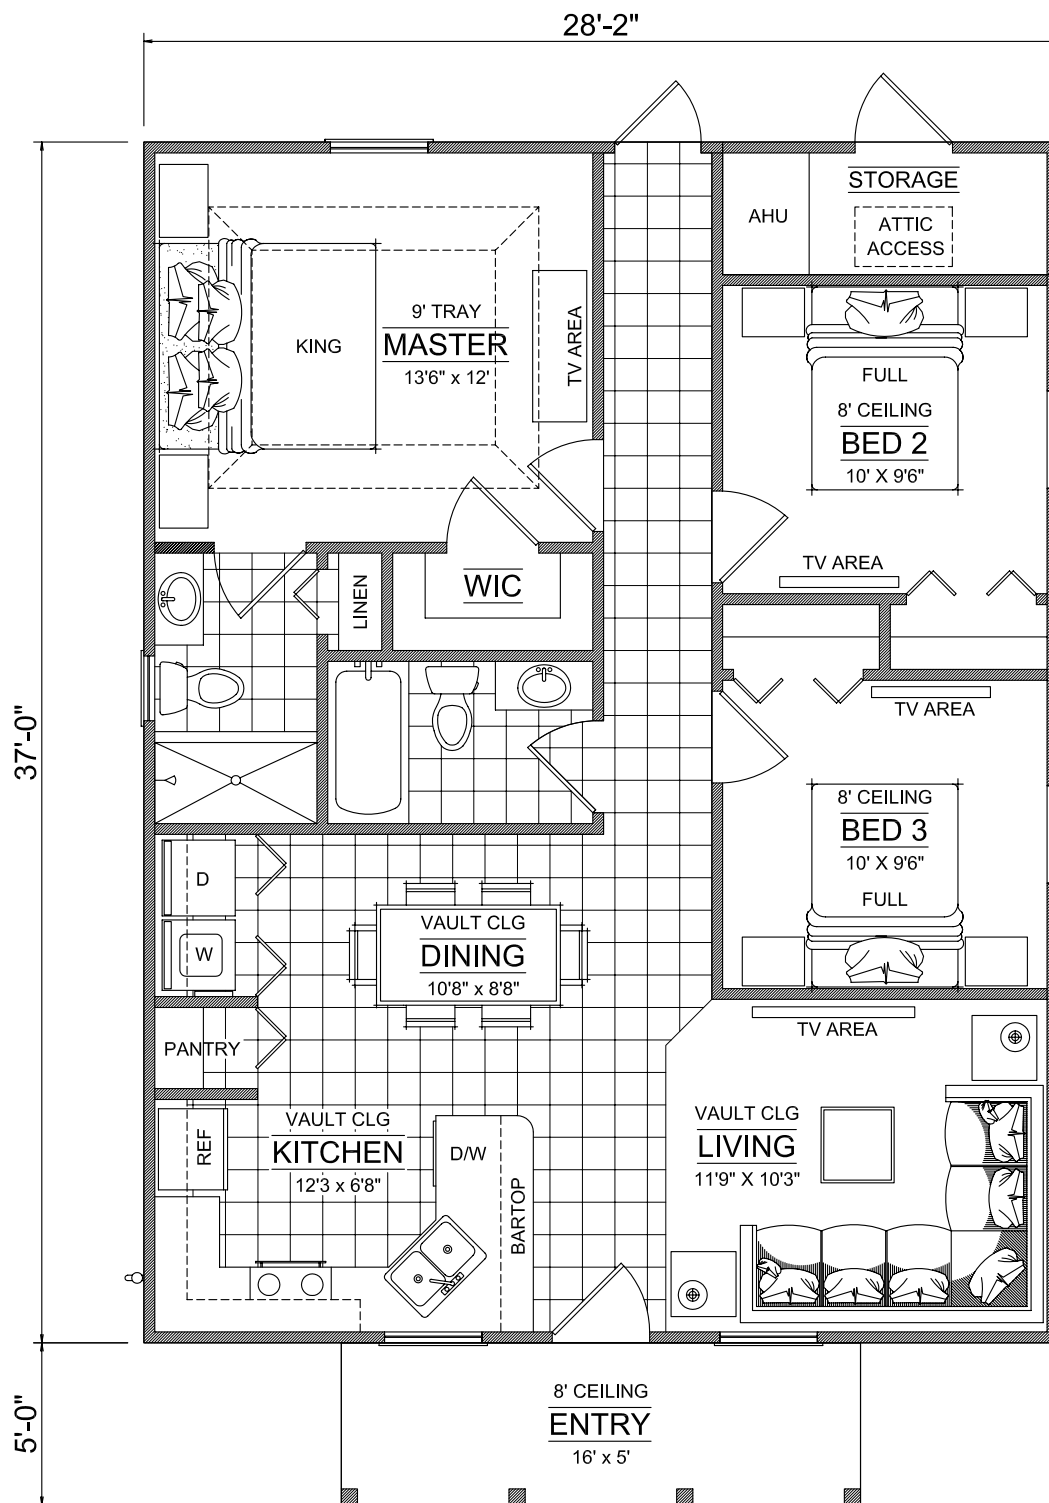 28'-2"
STORAGE
AHU
ATTIC
ACCESS
9' TRAY
MASTER
13'6" x 12'
KING
TV AREA
FULL
8' CEILING
BED 2
10' X 9'6"
TV AREA
WIC
LINEN
TV AREA
37'-0"
8' CEILING
BED 3
10' X 9'6"
FULL
D
W
VAULT CLG
DINING
10'8" x 8'8"
TV AREA
PANTRY
VAULT CLG
KITCHEN
12'3 x 6'8"
REF
D/W
BARTOP
VAULT CLG
LIVING
11'9" X 10'3"
8' CEILING
ENTRY
16' x 5'
5'-0"